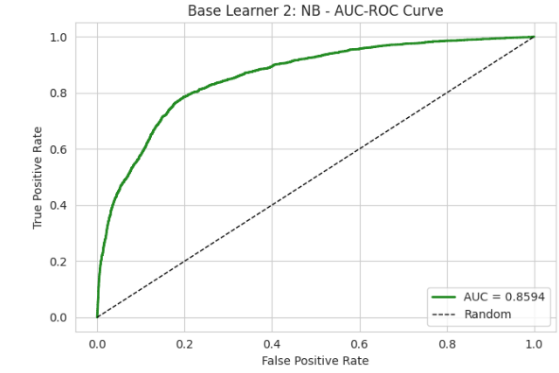 Base Learner 2: NB - AUC-ROC Curve
True Positive Rate
1.0
0.8
0.6
0.4
0.2
0.0
0.0 0.2 0.4 0.6 0.8 1.0
False Positive Rate
AUC = 0.8594
Random